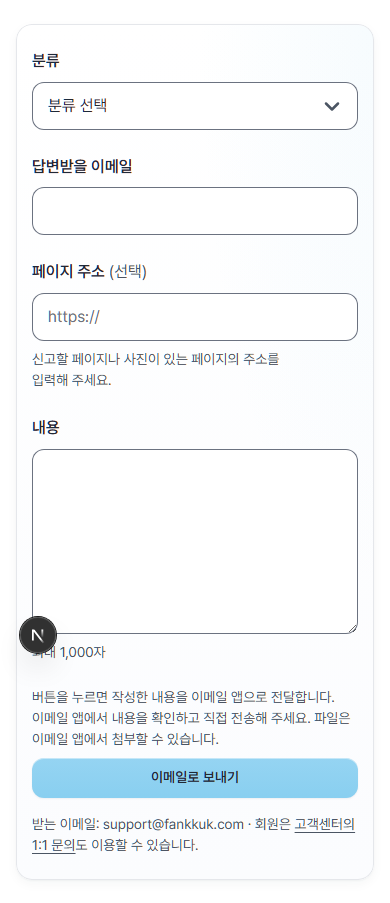 분류
분류 선택
답변받을 이메일
페이지 주소 (선택)
https://
신고할 페이지나 사진이 있는 페이지의 주소를
입력해 주세요.
내용
N
1,000자
버튼을 누르면 작성한 내용을 이메일 앱으로 전달합니다.
이메일 앱에서 내용을 확인하고 직접 전송해 주세요. 파일은
이메일 앱에서 첨부할 수 있습니다.
이메일로 보내기
받는 이메일: support@fankkuk.com · 회원은 고객센터의
1:1 문의도 이용할 수 있습니다.